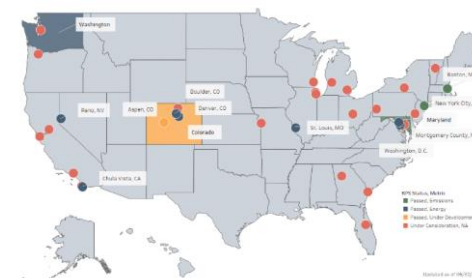 Washington
Boston, M
Boulder, CO
New York City,
Reno, NV
Aspen, CO
Denver, CO
Maryland
Colorado
St. Louis, MO
Montgomery County, M
Washington, D.C.
Chula Vista, CA
BPS Status, Metric
Passed, Emissions
Passed, Energy
Passed, Under Developme
Under Consideration, NA